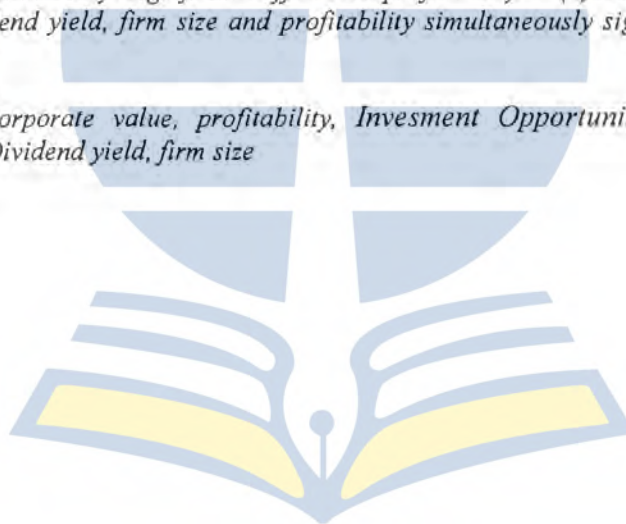 end yield, firm size and profitability simultaneously sig
orporate value, profitability, Invesment Opportuni
Dividend yield, firm size